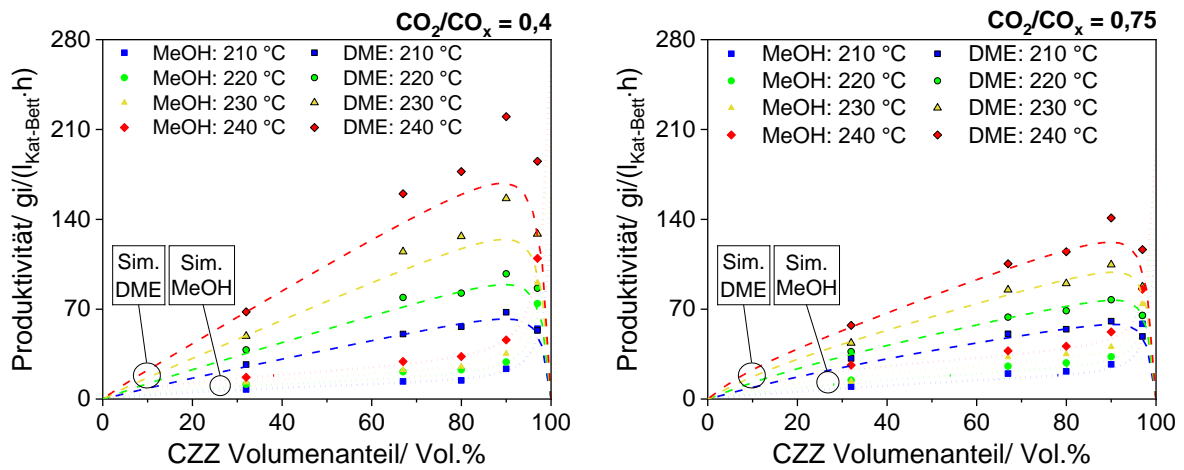 CO₂/COₓ = 0,4
280
210
140
70
0
Produktivität/ gi/(l_Kat-Bett·h)
MeOH: 210 °C
MeOH: 220 °C
MeOH: 230 °C
MeOH: 240 °C
DME: 210 °C
DME: 220 °C
DME: 230 °C
DME: 240 °C
Sim.
DME
Sim.
MeOH
0 20 40 60 80 100
CZZ Volumenanteil/ Vol.%
CO₂/COₓ = 0,75
280
210
140
70
0
Produktivität/ gi/(l_Kat-Bett·h)
MeOH: 210 °C
MeOH: 220 °C
MeOH: 230 °C
MeOH: 240 °C
DME: 210 °C
DME: 220 °C
DME: 230 °C
DME: 240 °C
Sim.
DME
Sim.
MeOH
0 20 40 60 80 100
CZZ Volumenanteil/ Vol.%